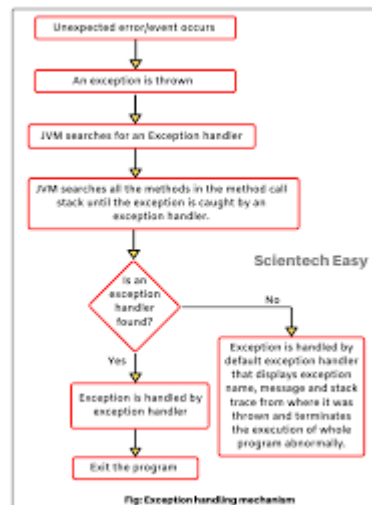 Unexpected error/event occurs
An exception is thrown
JVM searches for an Exception handler
JVM searches all the methods in the method call
stack until the exception is caught by an
exception handler.
Scientech Easy
Is an
exception
handler
found?
No
Yes
Exception is handled by
default exception handler
that displays exception
name, message and stack
trace from where it was
thrown and terminates
the execution of whole
program abnormally.
Exception is handled by
exception handler
Exit the program
Fig: Exception handling mechanism